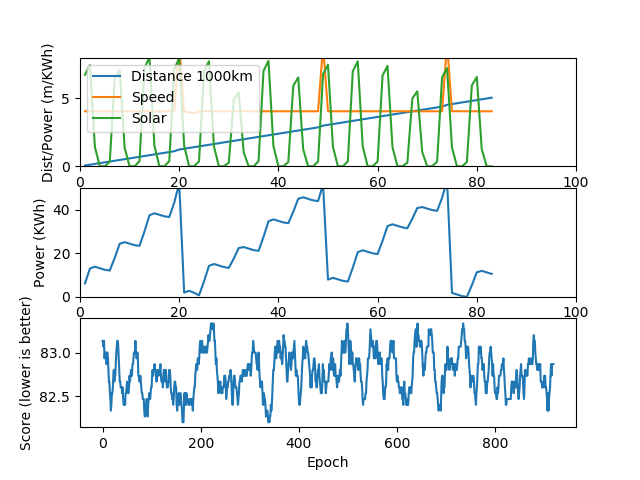 Dist/Power (m/KWh)
5
0
Distance 1000km
Speed
Solar
0 20 40 60 80 100
Power (KWh)
40
20
0
0 20 40 60 80 100
Score (lower is better)
83.0
82.5
0 200 400 600 800
Epoch